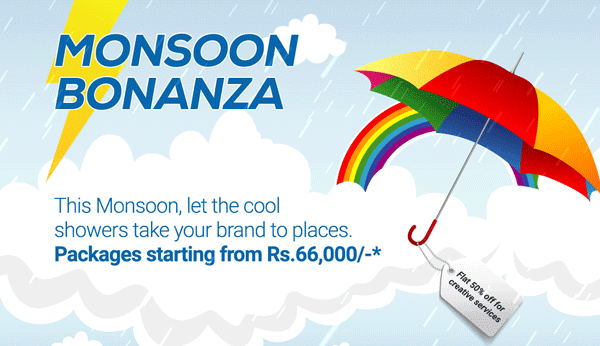 MONSOON
BONANZA
This Monsoon, let the cool
showers take your brand to places.
Packages starting from Rs.66,000/-*
Flat 50% off for
creative services